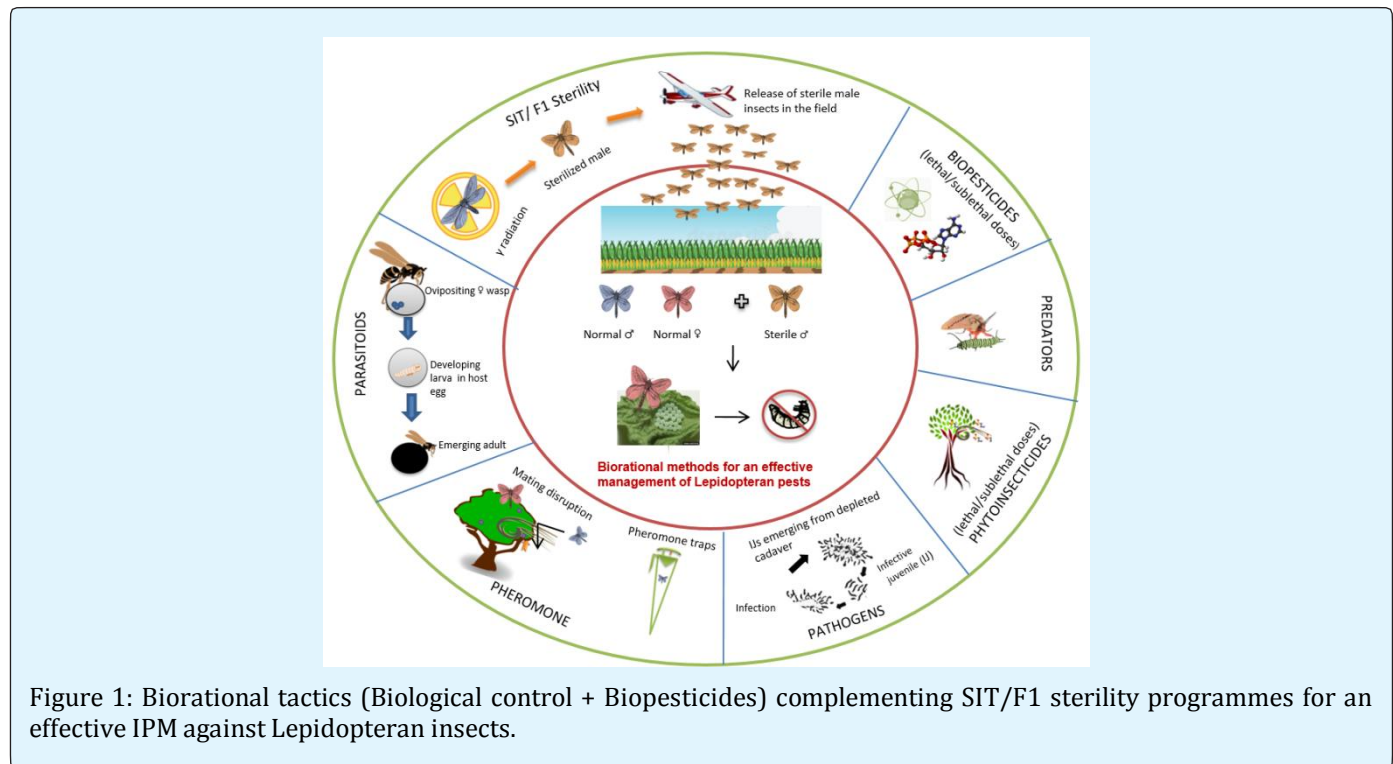 SIT/ F1 Sterility
Release of sterile male
insects in the field
Sterilized male
γ radiation
BIOPESTICIDES
(lethal/sublethal doses)
PREDATORS
(lethal/sublethal doses)
PHYTOINSECTICIDES
PARASITOIDS
Ovipositing ♀ wasp
Developing
larva in host
egg
Emerging adult
Normal ♂
Normal ♀
Sterile ♂
Biorational methods for an effective
management of Lepidopteran pests
Mating disruption
Pheromone traps
PHEROMONE
IJs emerging from depleted
cadaver
Infective
juvenile (IJ)
Infection
PATHOGENS
Figure 1: Biorational tactics (Biological control + Biopesticides) complementing SIT/F1 sterility programmes for an
effective IPM against Lepidopteran insects.